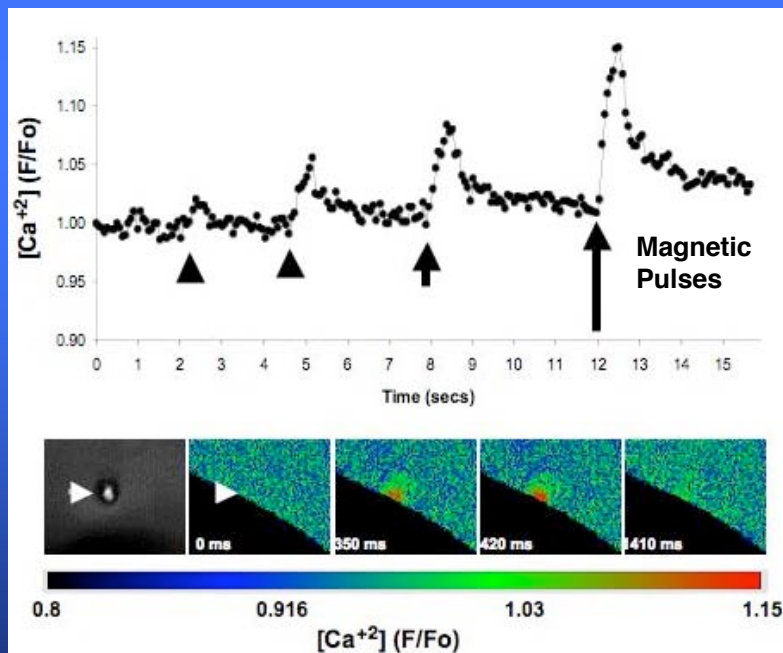 1.15
1.10
1.05
1.00
0.95
0.90
[Ca+2] (F/Fo)
Magnetic
Pulses
0 1 2 3 4 5 6 7 8 9 10 11 12 13 14 15
Time (secs)
0 ms 350 ms 420 ms 1410 ms
0.8 0.916 1.03 1.15
[Ca+2] (F/Fo)